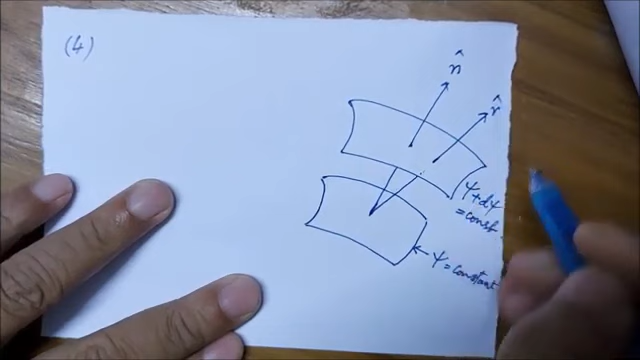 (4)
n̂
r̂
ψ+dψ
=const.
ψ=constant